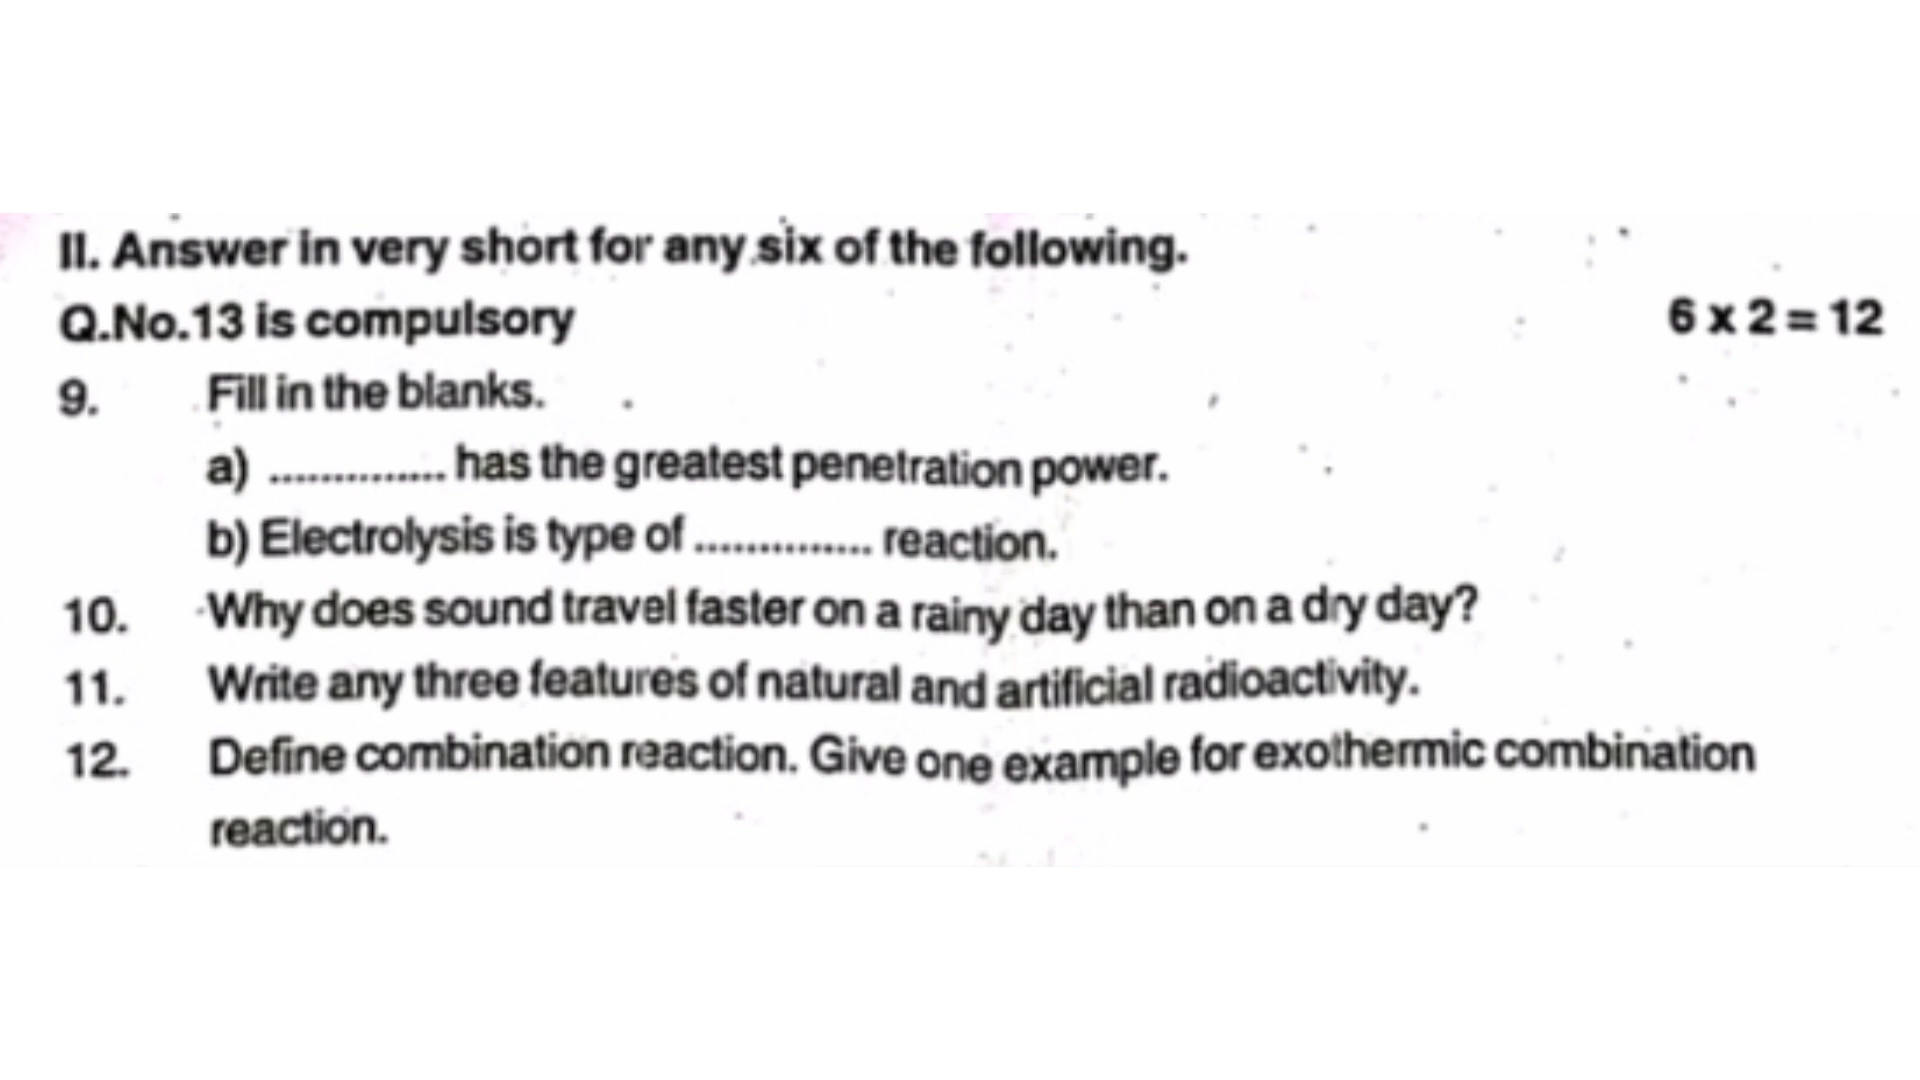 II. Answer in very short for any six of the following.
Q.No.13 is compulsory 6 x 2 = 12
9. Fill in the blanks.
a) .............. has the greatest penetration power.
b) Electrolysis is type of .............. reaction.
10. Why does sound travel faster on a rainy day than on a dry day?
11. Write any three features of natural and artificial radioactivity.
12. Define combination reaction. Give one example for exothermic combination
reaction.